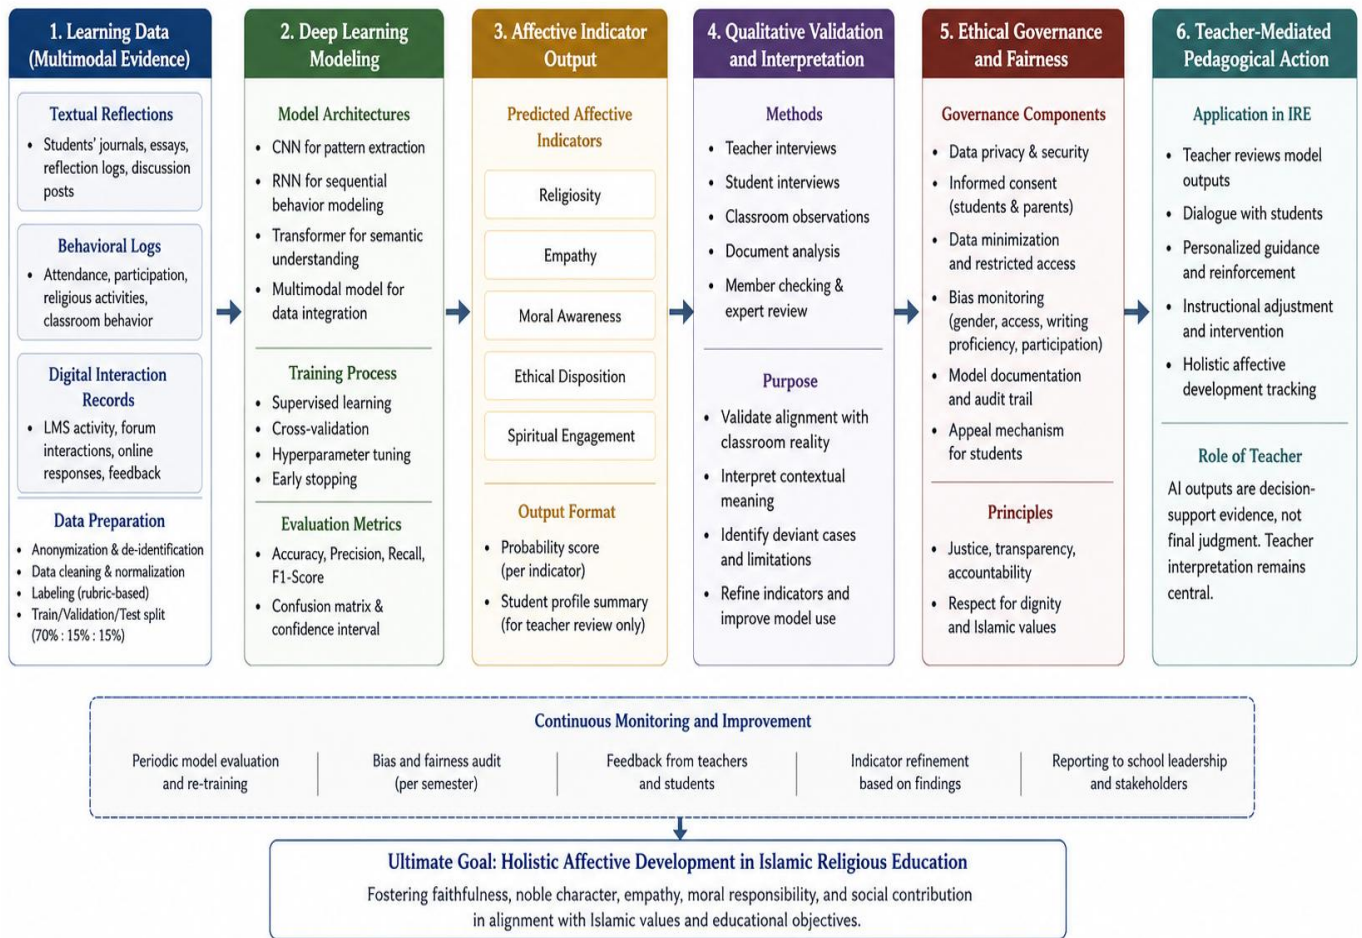 1. Learning Data
(Multimodal Evidence)
Textual Reflections
• Students' journals, essays,
reflection logs, discussion
posts
Behavioral Logs
• Attendance, participation,
religious activities,
classroom behavior
Digital Interaction
Records
• LMS activity, forum
interactions, online
responses, feedback
Data Preparation
• Anonymization & de-identification
• Data cleaning & normalization
• Labeling (rubric-based)
• Train/Validation/Test split
(70% : 15% : 15%)
2. Deep Learning
Modeling
Model Architectures
• CNN for pattern extraction
• RNN for sequential
behavior modeling
• Transformer for semantic
understanding
• Multimodal model for
data integration
Training Process
• Supervised learning
• Cross-validation
• Hyperparameter tuning
• Early stopping
Evaluation Metrics
• Accuracy, Precision, Recall,
F1-Score
• Confusion matrix &
confidence interval
3. Affective Indicator
Output
Predicted Affective
Indicators
Religiosity
Empathy
Moral Awareness
Ethical Disposition
Spiritual Engagement
Output Format
• Probability score
(per indicator)
• Student profile summary
(for teacher review only)
4. Qualitative Validation
and Interpretation
Methods
• Teacher interviews
• Student interviews
• Classroom observations
• Document analysis
• Member checking &
expert review
Purpose
• Validate alignment with
classroom reality
• Interpret contextual
meaning
• Identify deviant cases
and limitations
• Refine indicators and
improve model use
5. Ethical Governance
and Fairness
Governance Components
• Data privacy & security
• Informed consent
(students & parents)
• Data minimization
and restricted access
• Bias monitoring
(gender, access, writing
proficiency, participation)
• Model documentation
and audit trail
• Appeal mechanism
for students
Principles
• Justice, transparency,
accountability
• Respect for dignity
and Islamic values
6. Teacher-Mediated
Pedagogical Action
Application in IRE
• Teacher reviews model
outputs
• Dialogue with students
• Personalized guidance
and reinforcement
• Instructional adjustment
and intervention
• Holistic affective
development tracking
Role of Teacher
AI outputs are decision-
support evidence, not
final judgment. Teacher
interpretation remains
central.
Continuous Monitoring and Improvement
Periodic model evaluation
and re-training
Bias and fairness audit
(per semester)
Feedback from teachers
and students
Indicator refinement
based on findings
Reporting to school leadership
and stakeholders
Ultimate Goal: Holistic Affective Development in Islamic Religious Education
Fostering faithfulness, noble character, empathy, moral responsibility, and social contribution
in alignment with Islamic values and educational objectives.